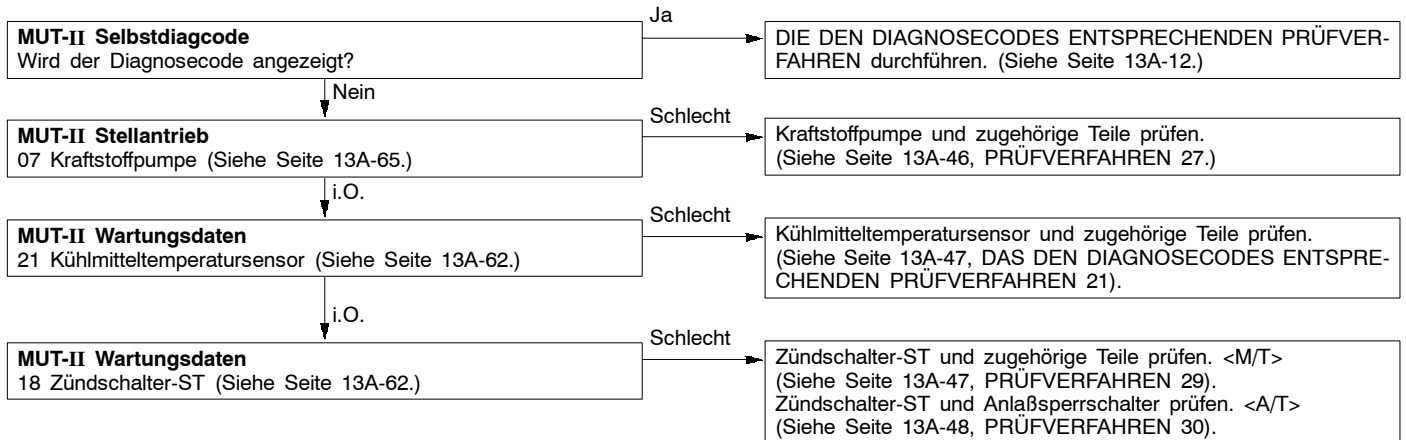 Ja
MUT-II Selbstdiagcode
Wird der Diagnosecode angezeigt?
DIE DEN DIAGNOSECODES ENTSPRECHENDEN PRÜFVER-
FAHREN durchführen. (Siehe Seite 13A-12.)
Nein
Schlecht
MUT-II Stellantrieb
07 Kraftstoffpumpe (Siehe Seite 13A-65.)
Kraftstoffpumpe und zugehörige Teile prüfen.
(Siehe Seite 13A-46, PRÜFVERFAHREN 27.)
i.O.
Schlecht
MUT-II Wartungsdaten
21 Kühlmitteltemperatursensor (Siehe Seite 13A-62.)
Kühlmitteltemperatursensor und zugehörige Teile prüfen.
(Siehe Seite 13A-47, DAS DEN DIAGNOSECODES ENTSPRE-
CHENDEN PRÜFVERFAHREN 21).
i.O.
Schlecht
MUT-II Wartungsdaten
18 Zündschalter-ST (Siehe Seite 13A-62.)
Zündschalter-ST und zugehörige Teile prüfen. <M/T>
(Siehe Seite 13A-47, PRÜFVERFAHREN 29).
Zündschalter-ST und Anlaßsperrschalter prüfen. <A/T>
(Siehe Seite 13A-48, PRÜFVERFAHREN 30).